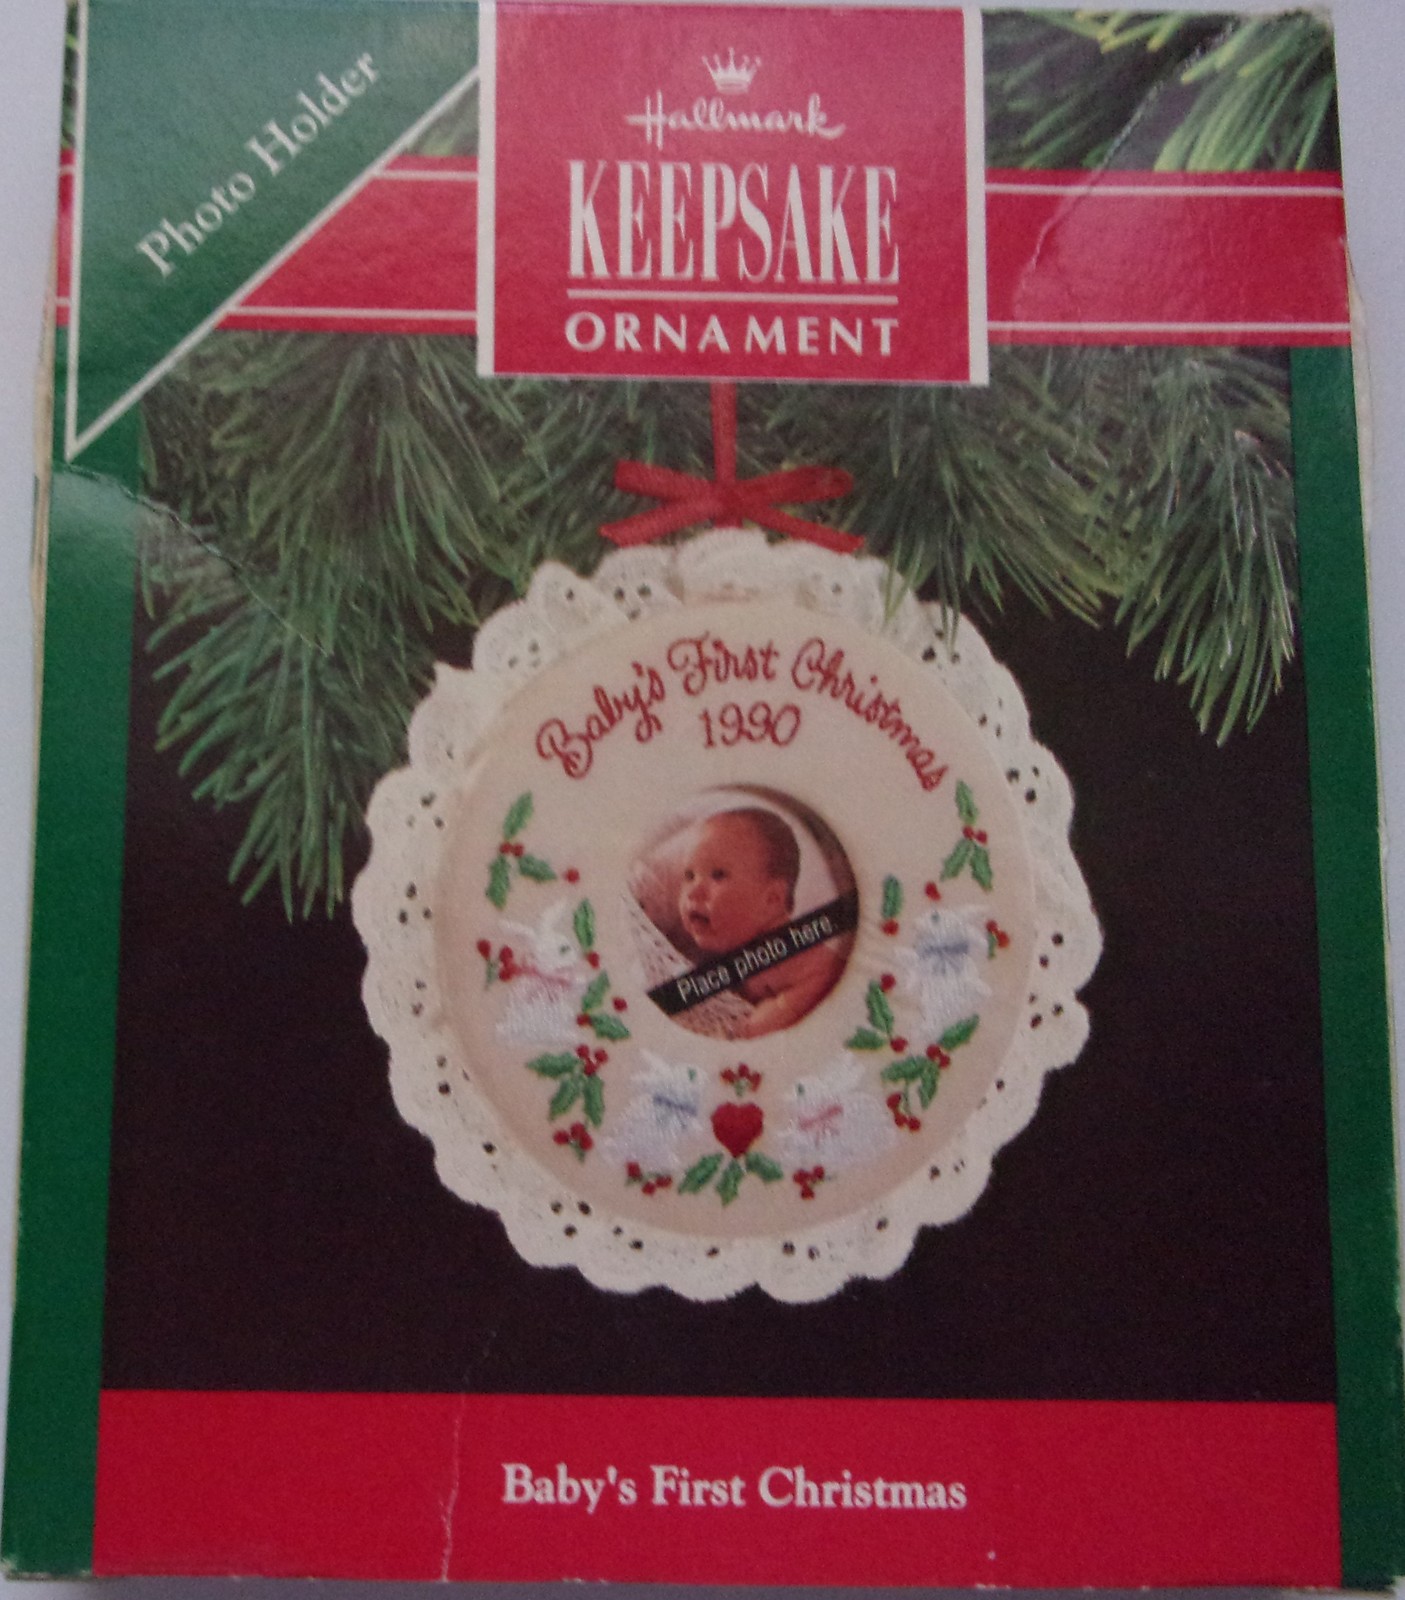 Photo Holder
Hallmark
KEEPSAKE
ORNAMENT
Baby's First Christmas
1990
Place photo here.
Baby's First Christmas